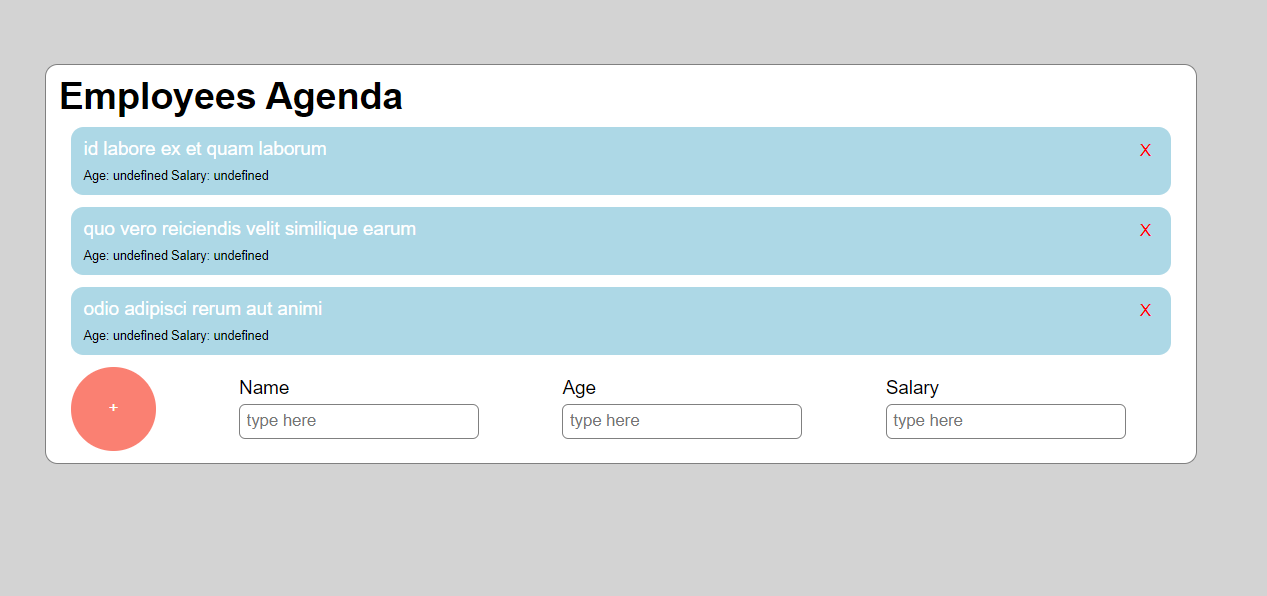 Employees Agenda
id labore ex et quam laborum
X
Age: undefined Salary: undefined
quo vero reiciendis velit similique earum
X
Age: undefined Salary: undefined
odio adipisci rerum aut animi
X
Age: undefined Salary: undefined
+
Name
Age
Salary
type here
type here
type here